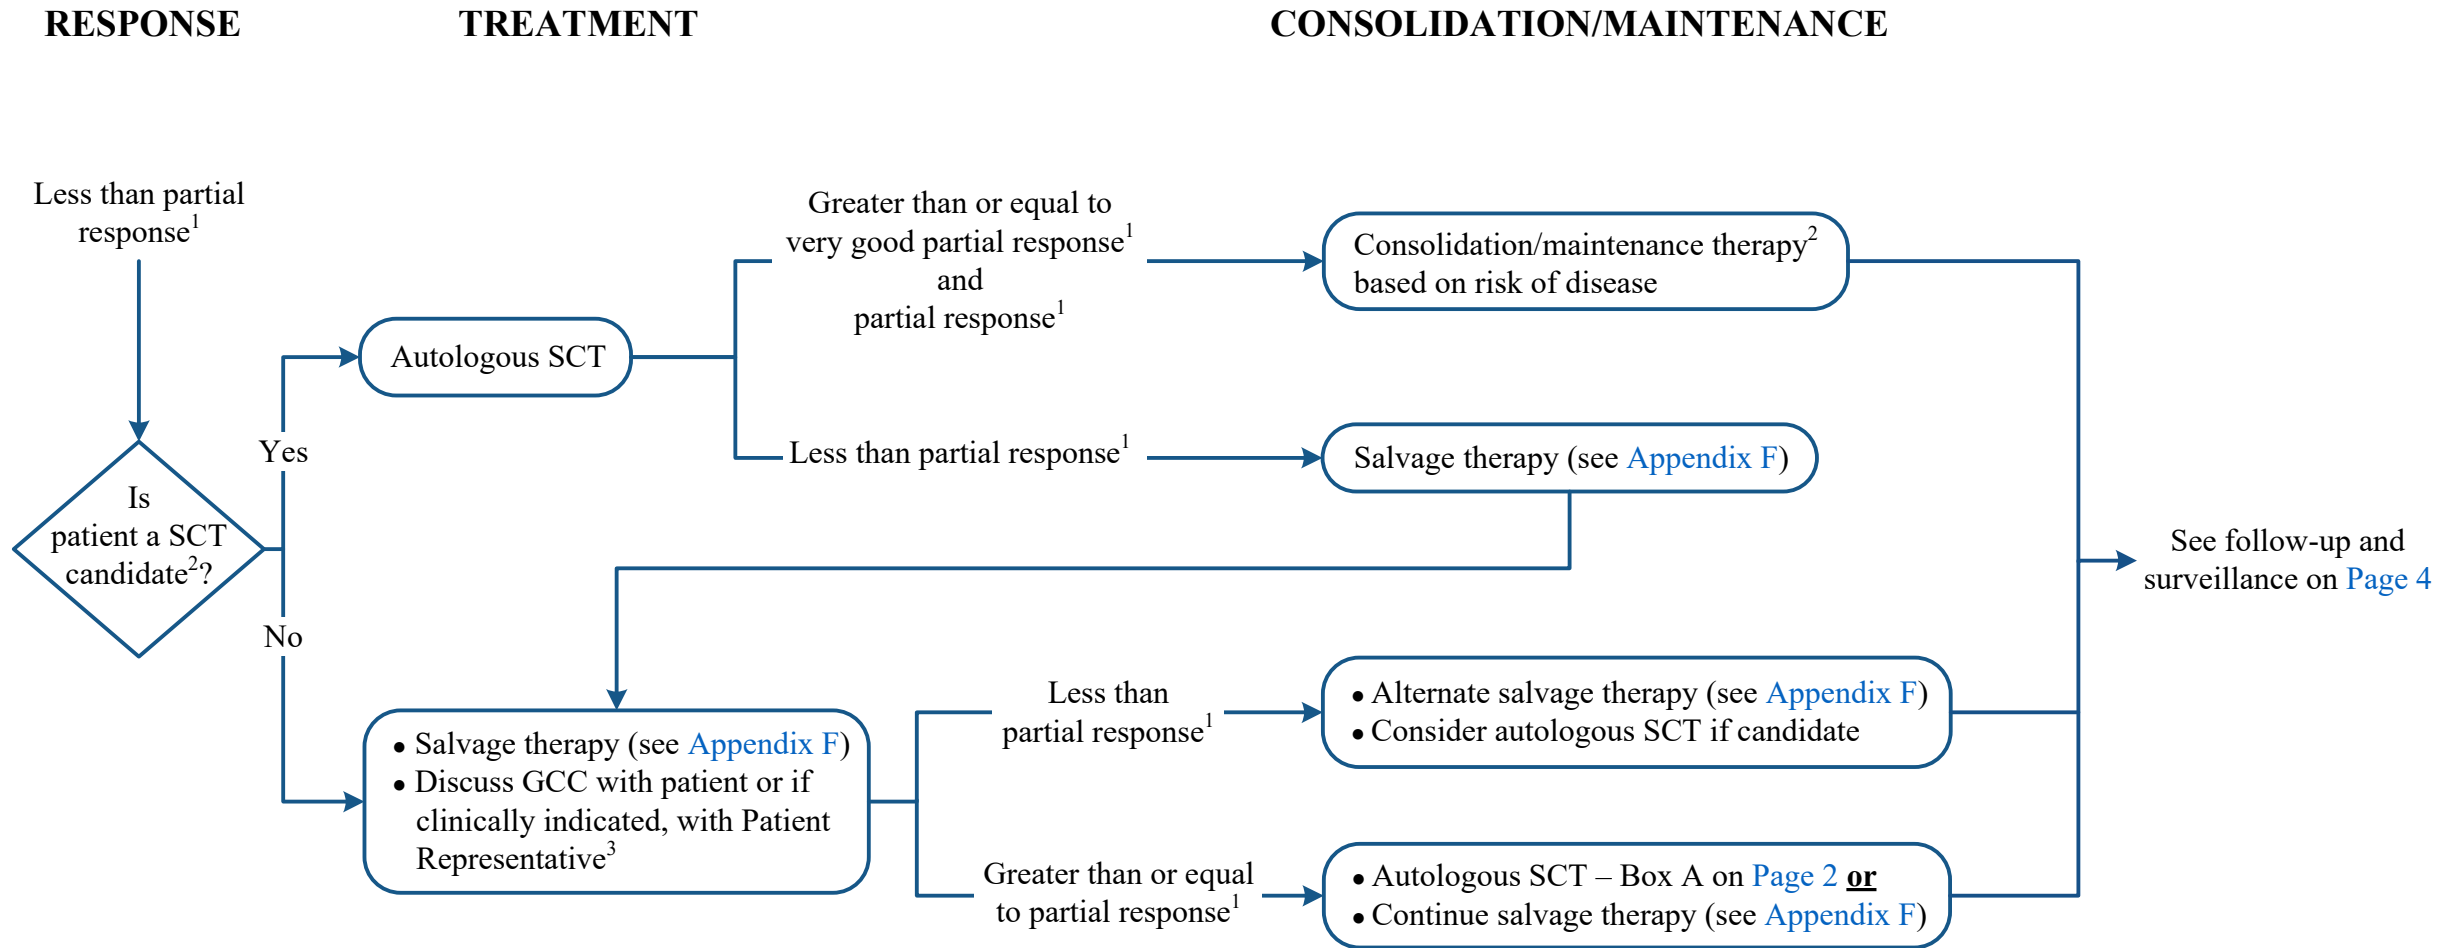 RESPONSE
TREATMENT
CONSOLIDATION/MAINTENANCE
Less than partial
response¹
Is
patient a SCT
candidate²?
Yes
No
Autologous SCT
Greater than or equal to
very good partial response¹
and
partial response¹
Consolidation/maintenance therapy²
based on risk of disease
Less than partial response¹
Salvage therapy (see Appendix F)
• Salvage therapy (see Appendix F)
• Discuss GCC with patient or if
clinically indicated, with Patient
Representative³
Less than
partial response¹
• Alternate salvage therapy (see Appendix F)
• Consider autologous SCT if candidate
Greater than or equal
to partial response¹
• Autologous SCT – Box A on Page 2 or
• Continue salvage therapy (see Appendix F)
See follow-up and
surveillance on Page 4